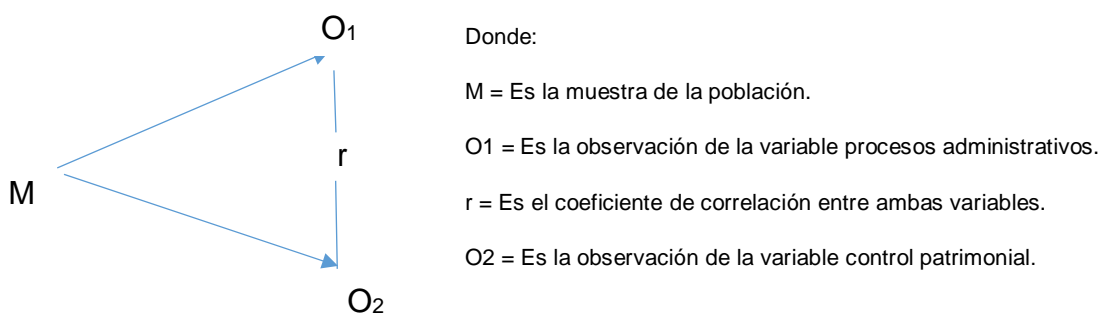 O1
Donde:
M = Es la muestra de la población.
O1 = Es la observación de la variable procesos administrativos.
r
r = Es el coeficiente de correlación entre ambas variables.
M
O2 = Es la observación de la variable control patrimonial.
O2